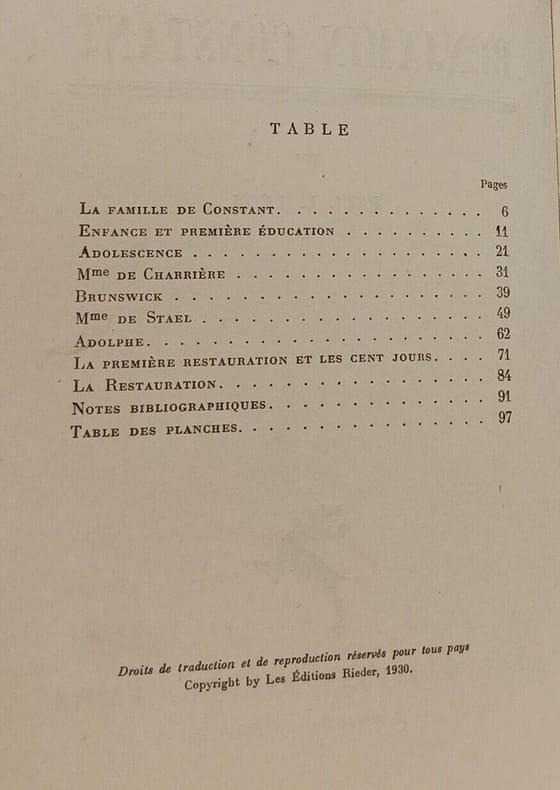 TABLE
Pages
LA FAMILLE DE CONSTANT. . . . . . . . . . . . . 6
ENFANCE ET PREMIÈRE ÉDUCATION . . . . . . . . . 11
ADOLESCENCE . . . . . . . . . . . . . . . . . 21
Mme DE CHARRIÈRE . . . . . . . . . . . . . . 31
BRUNSWICK . . . . . . . . . . . . . . . . . . 39
Mme DE STAEL . . . . . . . . . . . . . . . . 49
ADOLPHE. . . . . . . . . . . . . . . . . . . 62
LA PREMIÈRE RESTAURATION ET LES CENT JOURS. . . . 71
LA RESTAURATION. . . . . . . . . . . . . . . 84
NOTES BIBLIOGRAPHIQUES. . . . . . . . . . . . . 91
TABLE DES PLANCHES. . . . . . . . . . . . . . 97
Droits de traduction et de reproduction réservés pour tous pays
Copyright by Les Éditions Rieder, 1930.